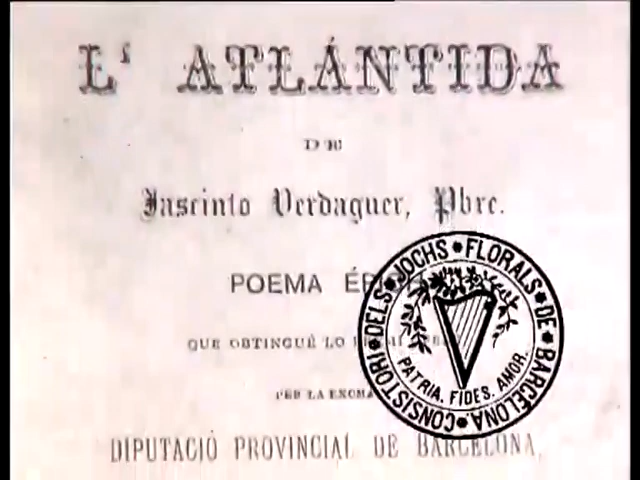 L' ATLÁNTIDA
DE
Jascinto Verdaguer, Pbre.
POEMA
QUE OBTINGUÉ LO
PER LA EXCMA
DIPUTACIÓ PROVINCIAL DE BARCELONA,
CONSISTORI • DELS • JOCHS • FLORALS • DE • BARCELONA.
PATRIA. FIDES. AMOR.